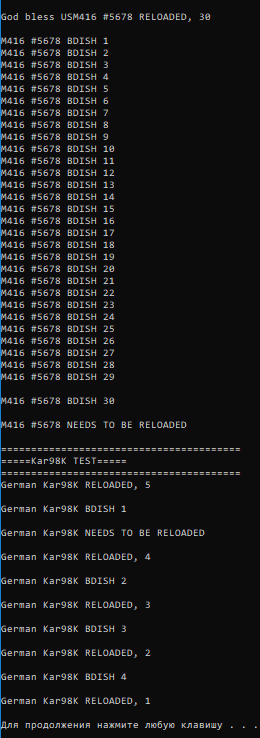 God bless USM416 #5678 RELOADED, 30
M416 #5678 BDISH 1
M416 #5678 BDISH 2
M416 #5678 BDISH 3
M416 #5678 BDISH 4
M416 #5678 BDISH 5
M416 #5678 BDISH 6
M416 #5678 BDISH 7
M416 #5678 BDISH 8
M416 #5678 BDISH 9
M416 #5678 BDISH 10
M416 #5678 BDISH 11
M416 #5678 BDISH 12
M416 #5678 BDISH 13
M416 #5678 BDISH 14
M416 #5678 BDISH 15
M416 #5678 BDISH 16
M416 #5678 BDISH 17
M416 #5678 BDISH 18
M416 #5678 BDISH 19
M416 #5678 BDISH 20
M416 #5678 BDISH 21
M416 #5678 BDISH 22
M416 #5678 BDISH 23
M416 #5678 BDISH 24
M416 #5678 BDISH 25
M416 #5678 BDISH 26
M416 #5678 BDISH 27
M416 #5678 BDISH 28
M416 #5678 BDISH 29
M416 #5678 BDISH 30
M416 #5678 NEEDS TO BE RELOADED
========================================
=====Kar98K TEST=====
========================================
German Kar98K RELOADED, 5
German Kar98K BDISH 1
German Kar98K NEEDS TO BE RELOADED
German Kar98K RELOADED, 4
German Kar98K BDISH 2
German Kar98K RELOADED, 3
German Kar98K BDISH 3
German Kar98K RELOADED, 2
German Kar98K BDISH 4
German Kar98K RELOADED, 1
Для продолжения нажмите любую клавишу . . .